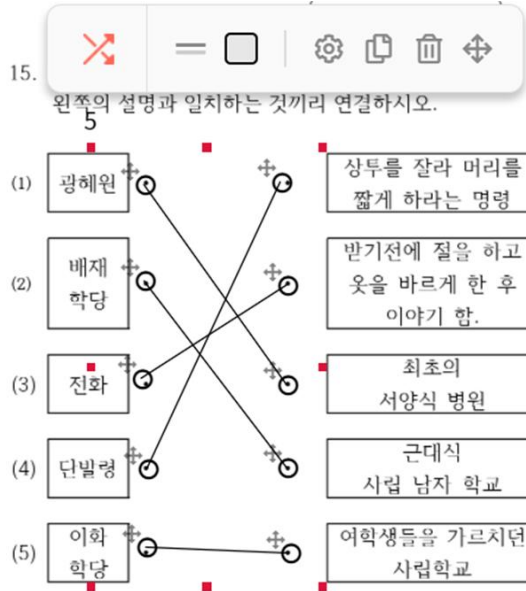 15.
왼쪽의 설명과 일치하는 것끼리 연결하시오.
5
(1) 광혜원
상투를 잘라 머리를
짧게 하라는 명령
(2) 배재
학당
받기전에 절을 하고
옷을 바르게 한 후
이야기 함.
(3) 전화
최초의
서양식 병원
(4) 단발령
근대식
사립 남자 학교
(5) 이화
학당
여학생들을 가르치던
사립학교